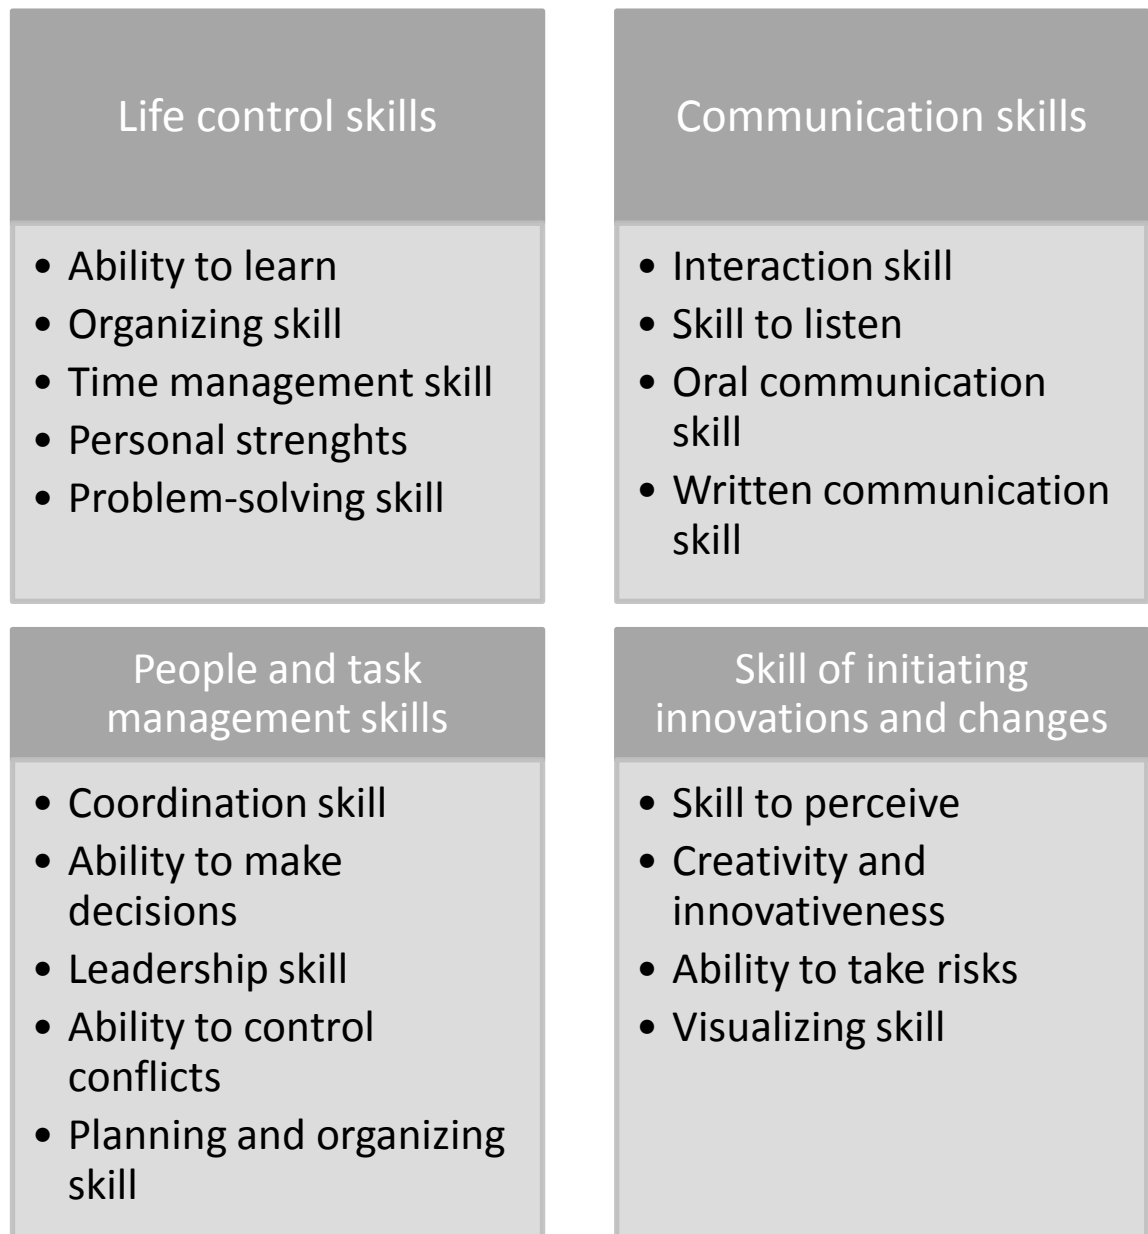 Life control skills
• Ability to learn
• Organizing skill
• Time management skill
• Personal strenghts
• Problem-solving skill
Communication skills
• Interaction skill
• Skill to listen
• Oral communication
skill
• Written communication
skill
People and task
management skills
• Coordination skill
• Ability to make
decisions
• Leadership skill
• Ability to control
conflicts
• Planning and organizing
skill
Skill of initiating
innovations and changes
• Skill to perceive
• Creativity and
innovativeness
• Ability to take risks
• Visualizing skill